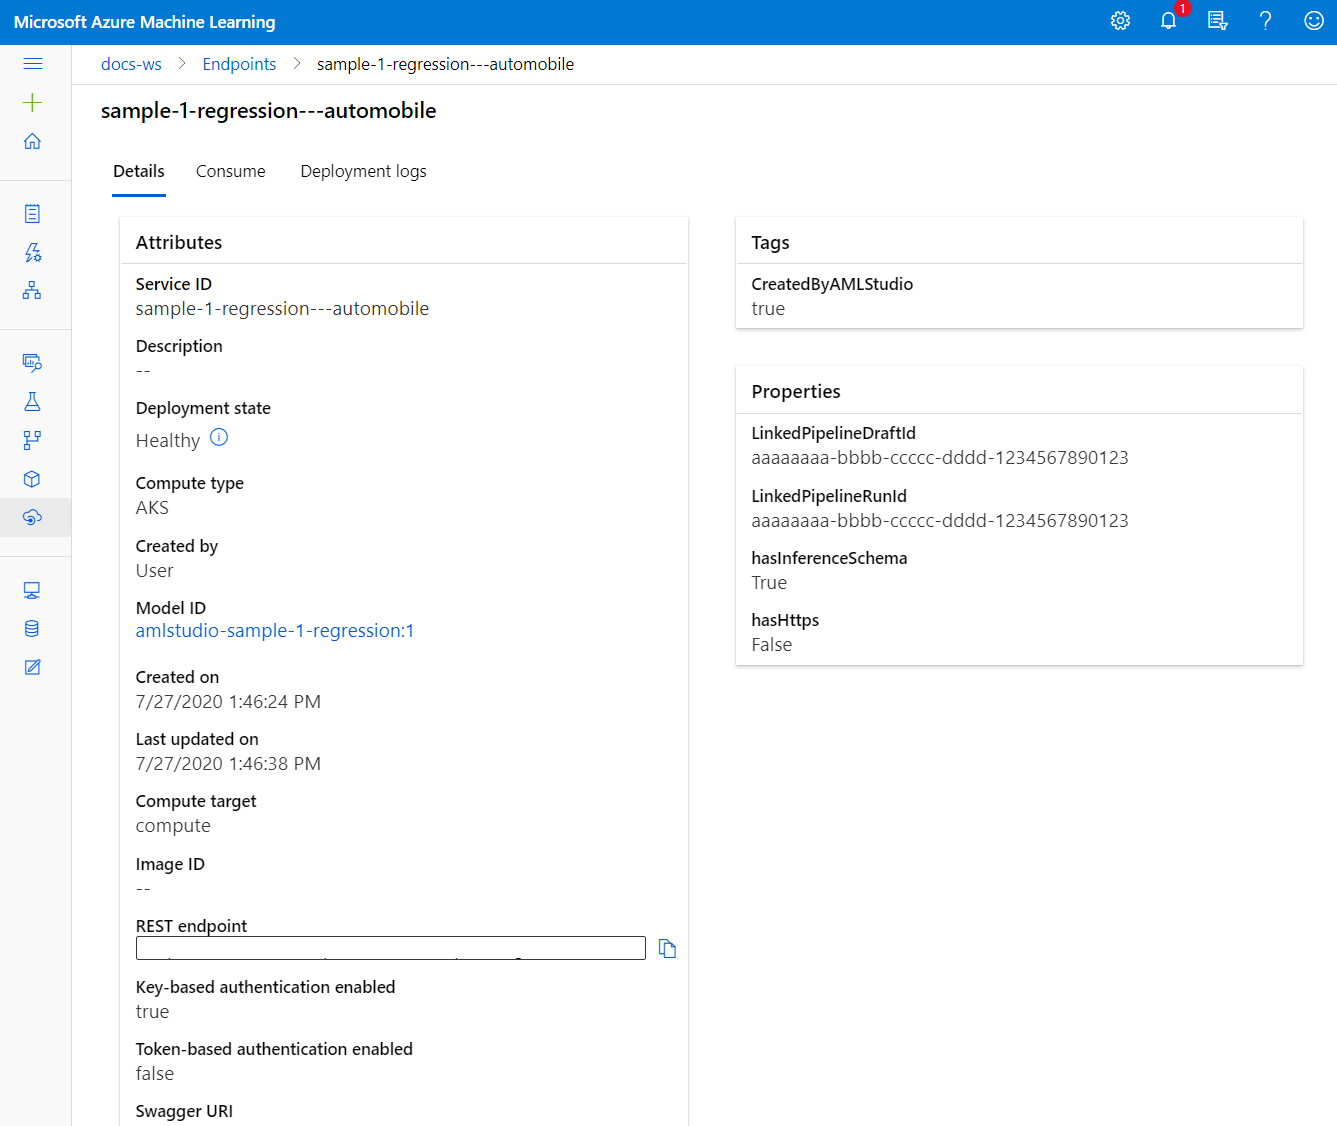 Microsoft Azure Machine Learning
1
docs-ws > Endpoints > sample-1-regression---automobile
sample-1-regression---automobile
Details Consume Deployment logs
Attributes
Service ID
sample-1-regression---automobile
Description
--
Deployment state
Healthy
Compute type
AKS
Created by
User
Model ID
amlstudio-sample-1-regression:1
Created on
7/27/2020 1:46:24 PM
Last updated on
7/27/2020 1:46:38 PM
Compute target
compute
Image ID
--
REST endpoint
Key-based authentication enabled
true
Token-based authentication enabled
false
Swagger URI
Tags
CreatedByAMLStudio
true
Properties
LinkedPipelineDraftId
aaaaaaaa-bbbb-ccccc-dddd-1234567890123
LinkedPipelineRunId
aaaaaaaa-bbbb-ccccc-dddd-1234567890123
hasInferenceSchema
True
hasHttps
False